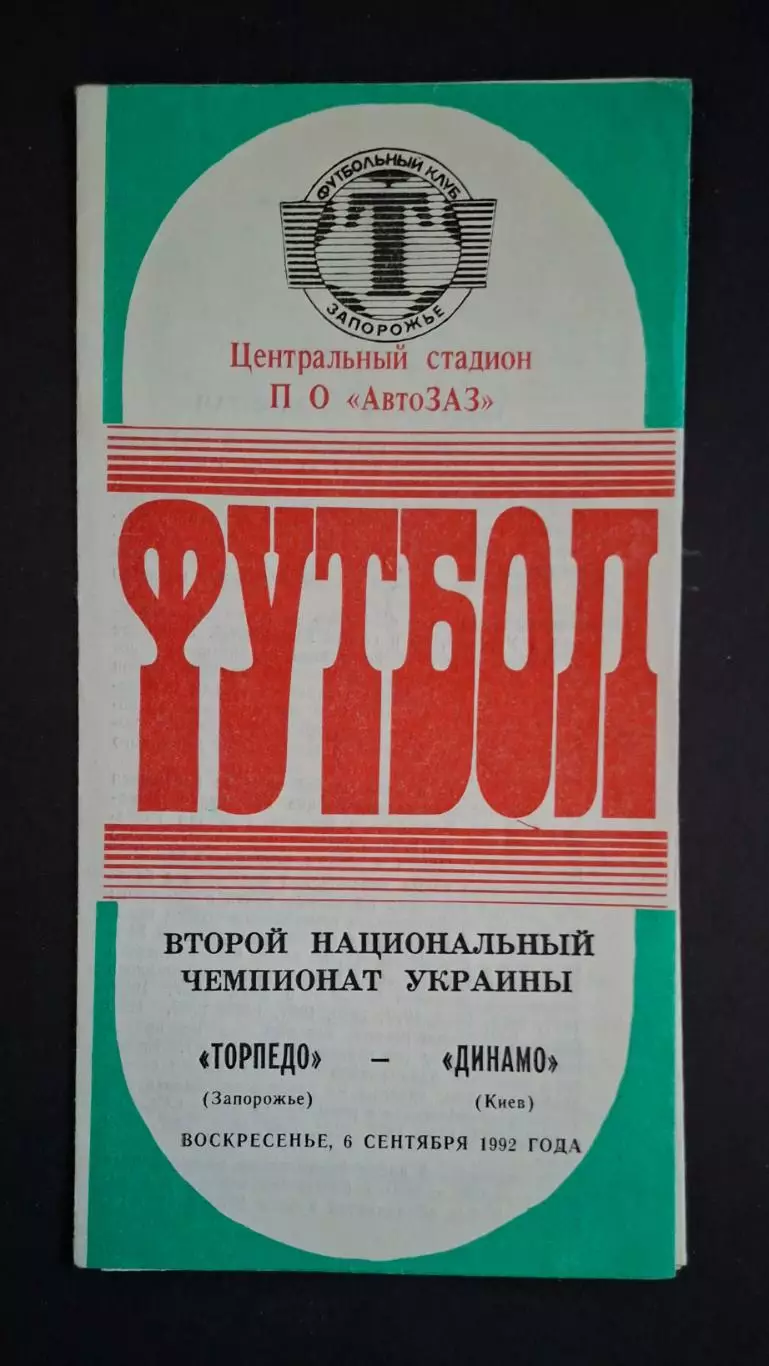 ФУТБОЛЬНЫЙ КЛУБ
Т
ЗАПОРОЖЬЕ
Центральный стадион
П О «АвтоЗАЗ»
ФУТБОЛ
ВТОРОЙ НАЦИОНАЛЬНЫЙ
ЧЕМПИОНАТ УКРАИНЫ
«ТОРПЕДО» — «ДИНАМО»
(Запорожье) (Киев)
ВОСКРЕСЕНЬЕ, 6 СЕНТЯБРЯ 1992 ГОДА